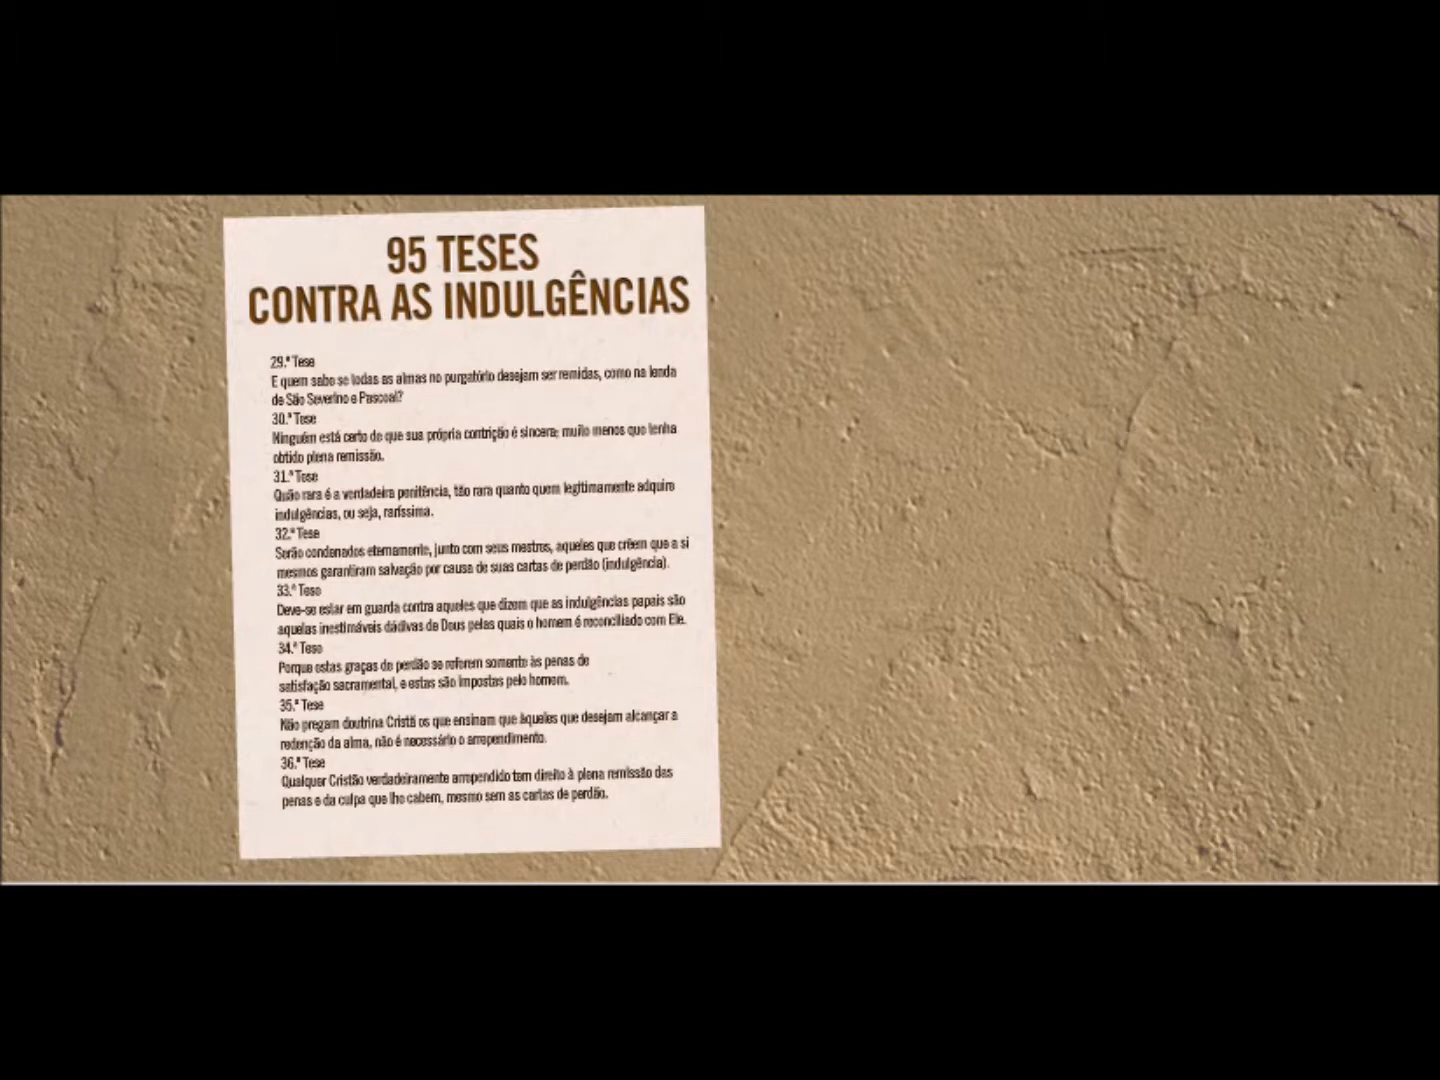 95 TESES
CONTRA AS INDULGÊNCIAS
29.ª Tese
E quem sabe se todas as almas no purgatório desejam ser remidas, como na lenda
de São Severino e Pascoal?
30.ª Tese
Ninguém está certo de que sua própria contrição é sincera; muito menos que tenha
obtido plena remissão.
31.ª Tese
Quão rara é a verdadeira penitência, tão rara quanto quem legitimamente adquire
indulgências, ou seja, raríssima.
32.ª Tese
Serão condenados eternamente, junto com seus mestres, aqueles que crêem que a si
mesmos garantiram salvação por causa de suas cartas de perdão (indulgência).
33.ª Tese
Deve-se estar em guarda contra aqueles que dizem que as indulgências papais são
aquelas inestimáveis dádivas de Deus pelas quais o homem é reconciliado com Ele.
34.ª Tese
Porque estas graças de perdão se referem somente às penas de
satisfação sacramental, e estas são impostas pelo homem.
35.ª Tese
Não pregam doutrina Cristã os que ensinam que àqueles que desejam alcançar a
redenção da alma, não é necessário o arrependimento.
36.ª Tese
Qualquer Cristão verdadeiramente arrependido tem direito à plena remissão das
penas e da culpa que lhe cabem, mesmo sem as cartas de perdão.